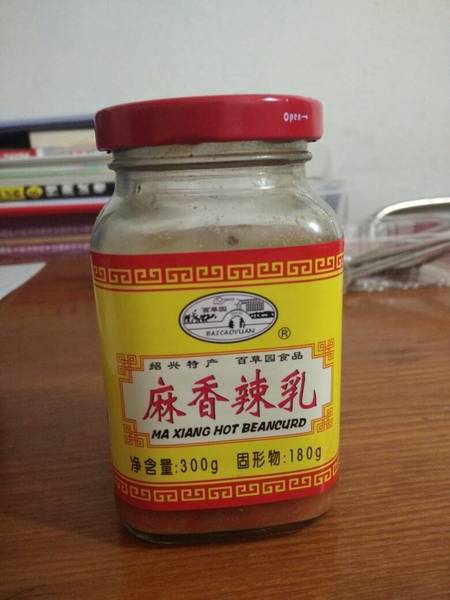 Open→
百草园
BAICAOYUAN
®
绍兴特产 百草园食品
麻香辣乳
MA XIANG HOT BEANCURD
净含量:300g 固形物:180g